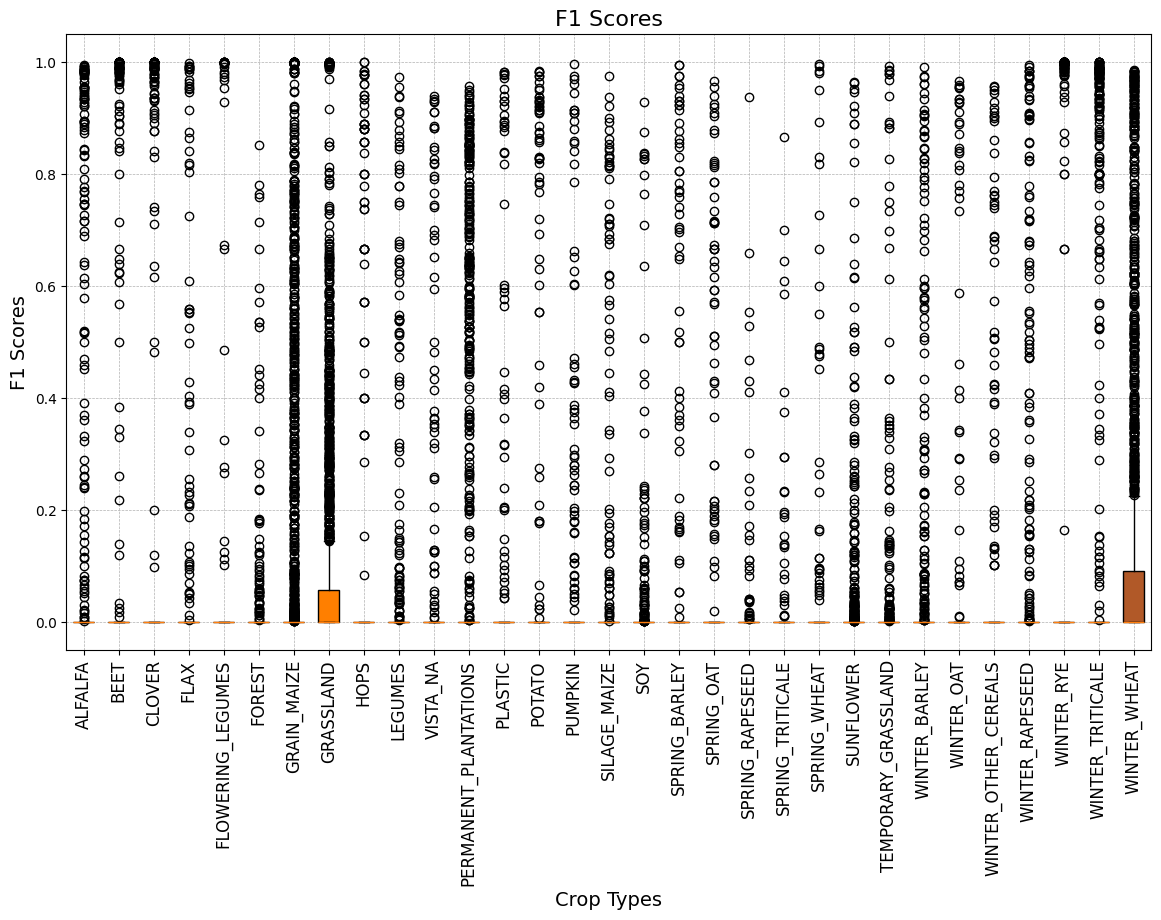 F1 Scores
F1 Scores
1.0
0.8
0.6
0.4
0.2
0.0
ALFALFA
BEET
CLOVER
FLAX
FLOWERING_LEGUMES
FOREST
GRAIN_MAIZE
GRASSLAND
HOPS
LEGUMES
VISTA_NA
PERMANENT_PLANTATIONS
PLASTIC
POTATO
PUMPKIN
SILAGE_MAIZE
SOY
SPRING_BARLEY
SPRING_OAT
SPRING_RAPESEED
SPRING_TRITICALE
SPRING_WHEAT
SUNFLOWER
TEMPORARY_GRASSLAND
WINTER_BARLEY
WINTER_OAT
WINTER_OTHER_CEREALS
WINTER_RAPESEED
WINTER_RYE
WINTER_TRITICALE
WINTER_WHEAT
Crop Types